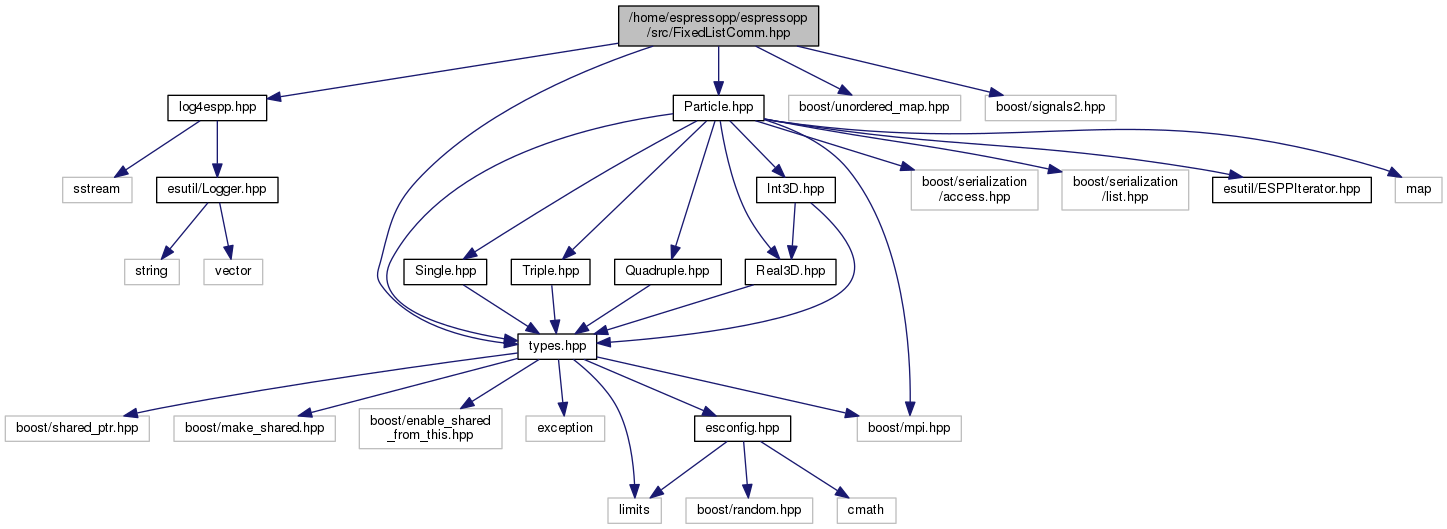 /home/espressopp/espressopp
/src/FixedListComm.hpp
log4espp.hpp
Particle.hpp
boost/unordered_map.hpp
boost/signals2.hpp
sstream
esutil/Logger.hpp
Int3D.hpp
boost/serialization
/access.hpp
boost/serialization
/list.hpp
esutil/ESPPIterator.hpp
map
string
vector
Single.hpp
Triple.hpp
Quadruple.hpp
Real3D.hpp
types.hpp
boost/shared_ptr.hpp
boost/make_shared.hpp
boost/enable_shared
_from_this.hpp
exception
esconfig.hpp
boost/mpi.hpp
limits
boost/random.hpp
cmath